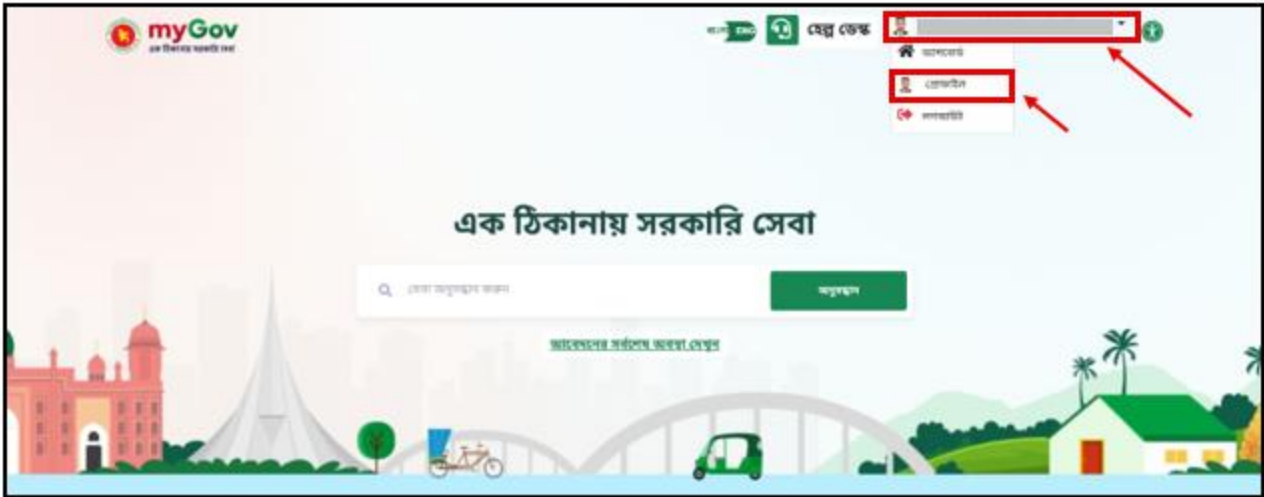 myGov
এক ঠিকানায় সরকারি সেবা
বাংলা ENG
হেল্প ডেস্ক
ড্যাশবোর্ড
প্রোফাইল
লগআউট
এক ঠিকানায় সরকারি সেবা
সেবা অনুসন্ধান করুন
অনুসন্ধান
আবেদনের সর্বশেষ অবস্থা দেখুন